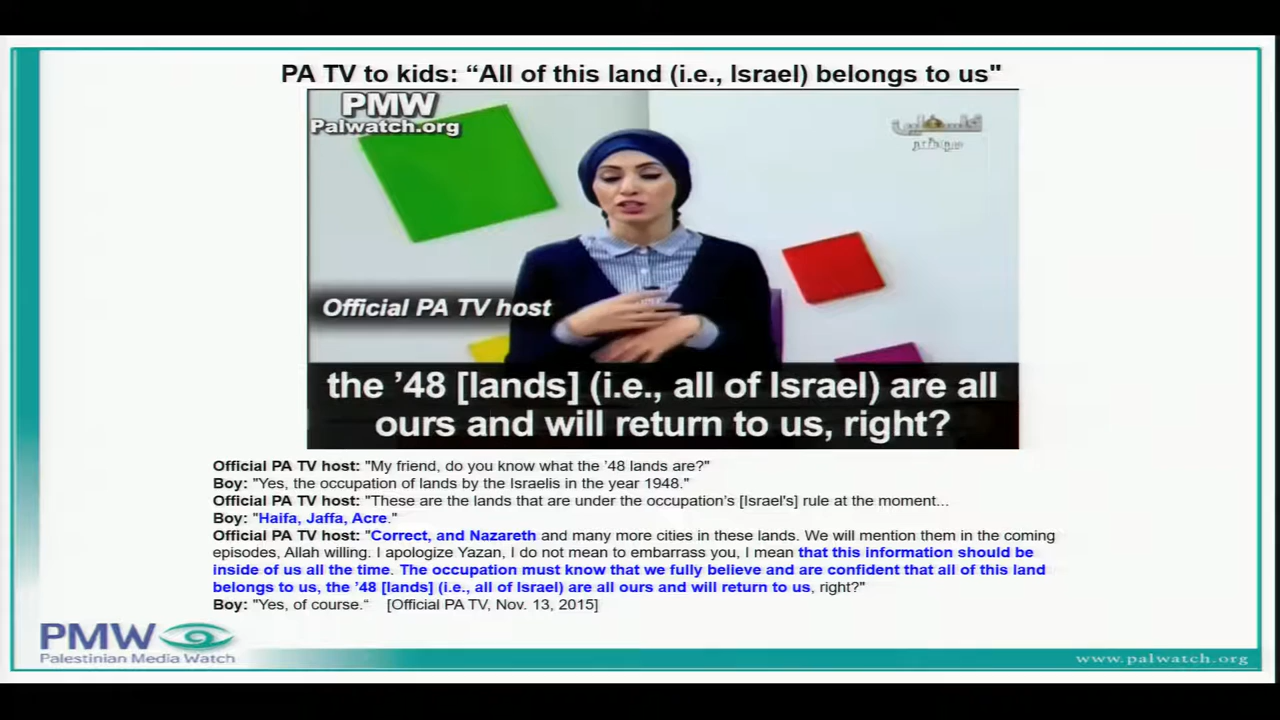 PA TV to kids: “All of this land (i.e., Israel) belongs to us"
PMW
Palwatch.org
فلسطين
Official PA TV host
the ’48 [lands] (i.e., all of Israel) are all
ours and will return to us, right?
Official PA TV host: "My friend, do you know what the ’48 lands are?"
Boy: "Yes, the occupation of lands by the Israelis in the year 1948."
Official PA TV host: "These are the lands that are under the occupation’s [Israel's] rule at the moment...
Boy: "Haifa, Jaffa, Acre."
Official PA TV host: "Correct, and Nazareth and many more cities in these lands. We will mention them in the coming
episodes, Allah willing. I apologize Yazan, I do not mean to embarrass you, I mean that this information should be
inside of us all the time. The occupation must know that we fully believe and are confident that all of this land
belongs to us, the ’48 [lands] (i.e., all of Israel) are all ours and will return to us, right?"
Boy: "Yes, of course.“ [Official PA TV, Nov. 13, 2015]
PMW
Palestinian Media Watch
www.palwatch.org